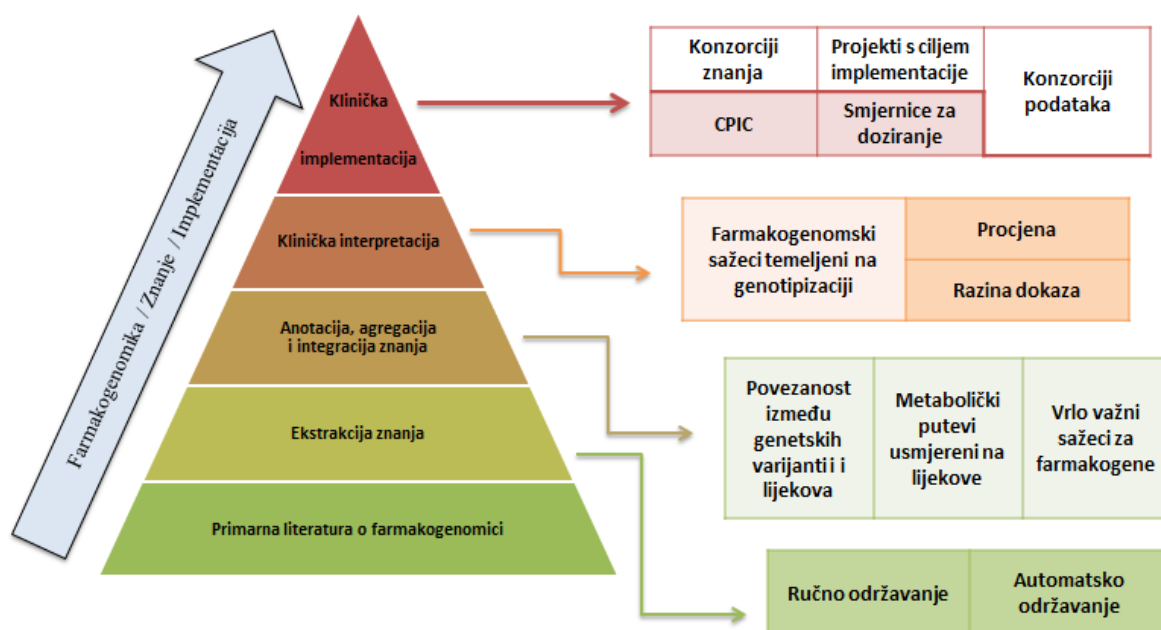 Farmakogenomika / Znanje / Implementacija
Klinička
implementacija
Klinička interpretacija
Anotacija, agregacija
i integracija znanja
Ekstrakcija znanja
Primarna literatura o farmakogenomici
Konzorciji
znanja
Projekti s ciljem
implementacije
Konzorciji
podataka
CPIC
Smjernice za
doziranje
Farmakogenomski
sažeci temeljeni na
genotipizaciji
Procjena
Razina dokaza
Povezanost
između
genetskih
varijanti i i
lijekova
Metabolički
putevi
usmjereni na
lijekove
Vrlo važni
sažeci za
farmakogene
Ručno održavanje
Automatsko
održavanje